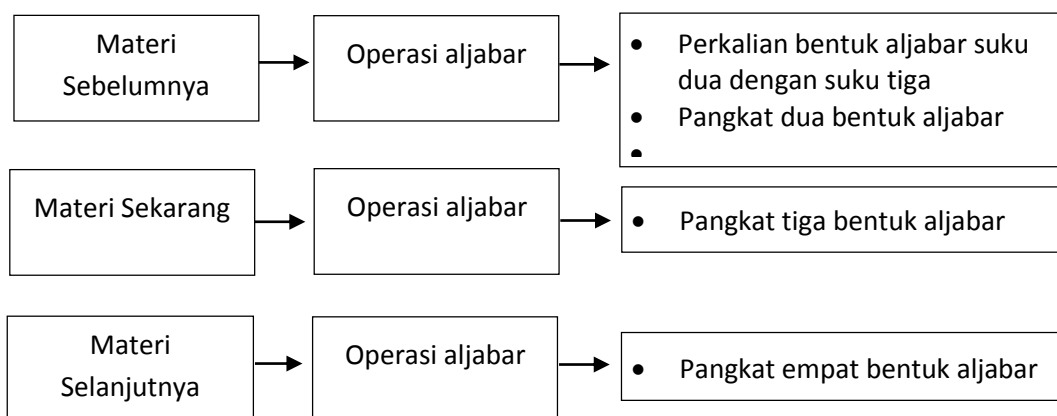 Materi
Sebelumnya
Operasi aljabar
• Perkalian bentuk aljabar suku
dua dengan suku tiga
• Pangkat dua bentuk aljabar
•
Materi Sekarang
Operasi aljabar
• Pangkat tiga bentuk aljabar
Materi
Selanjutnya
Operasi aljabar
• Pangkat empat bentuk aljabar